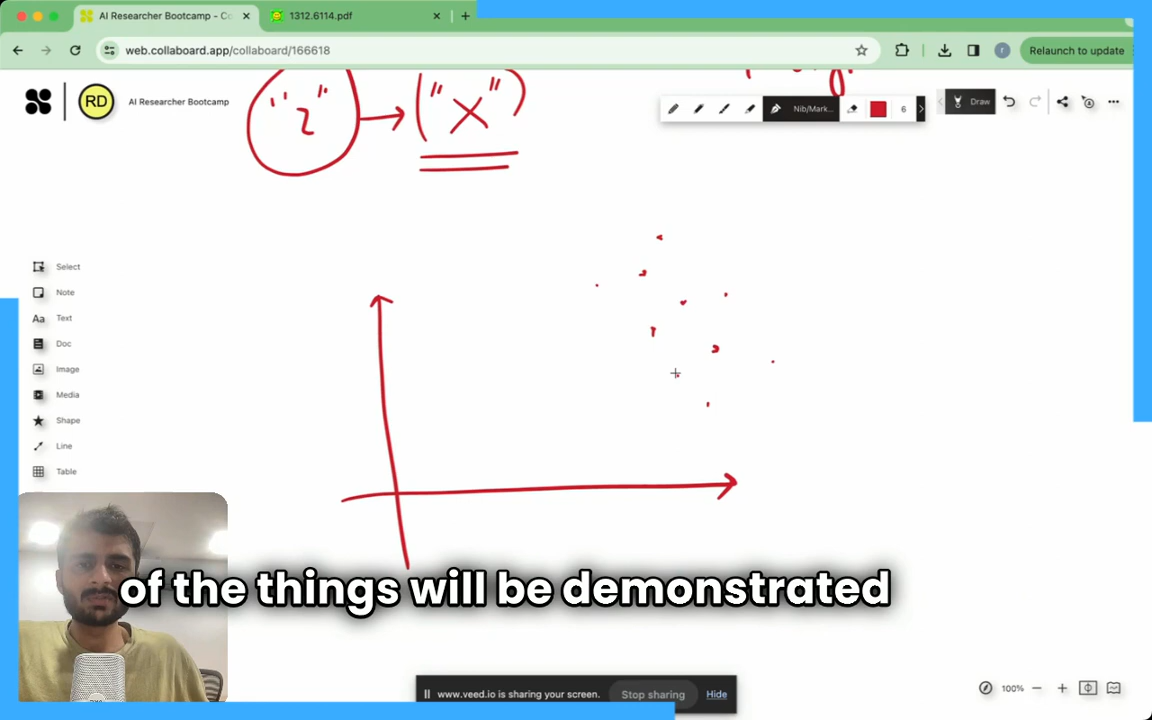 AI Researcher Bootcamp - Co
1312.6114.pdf
web.collaboard.app/collaboard/166618
Relaunch to update
RD
AI Researcher Bootcamp
"2" → ("X")
Nib/Mark...
6
Draw
Select
Note
Aa Text
Doc
Image
Media
Shape
Line
Table
of the things will be demonstrated
www.veed.io is sharing your screen.
Stop sharing
Hide
100%